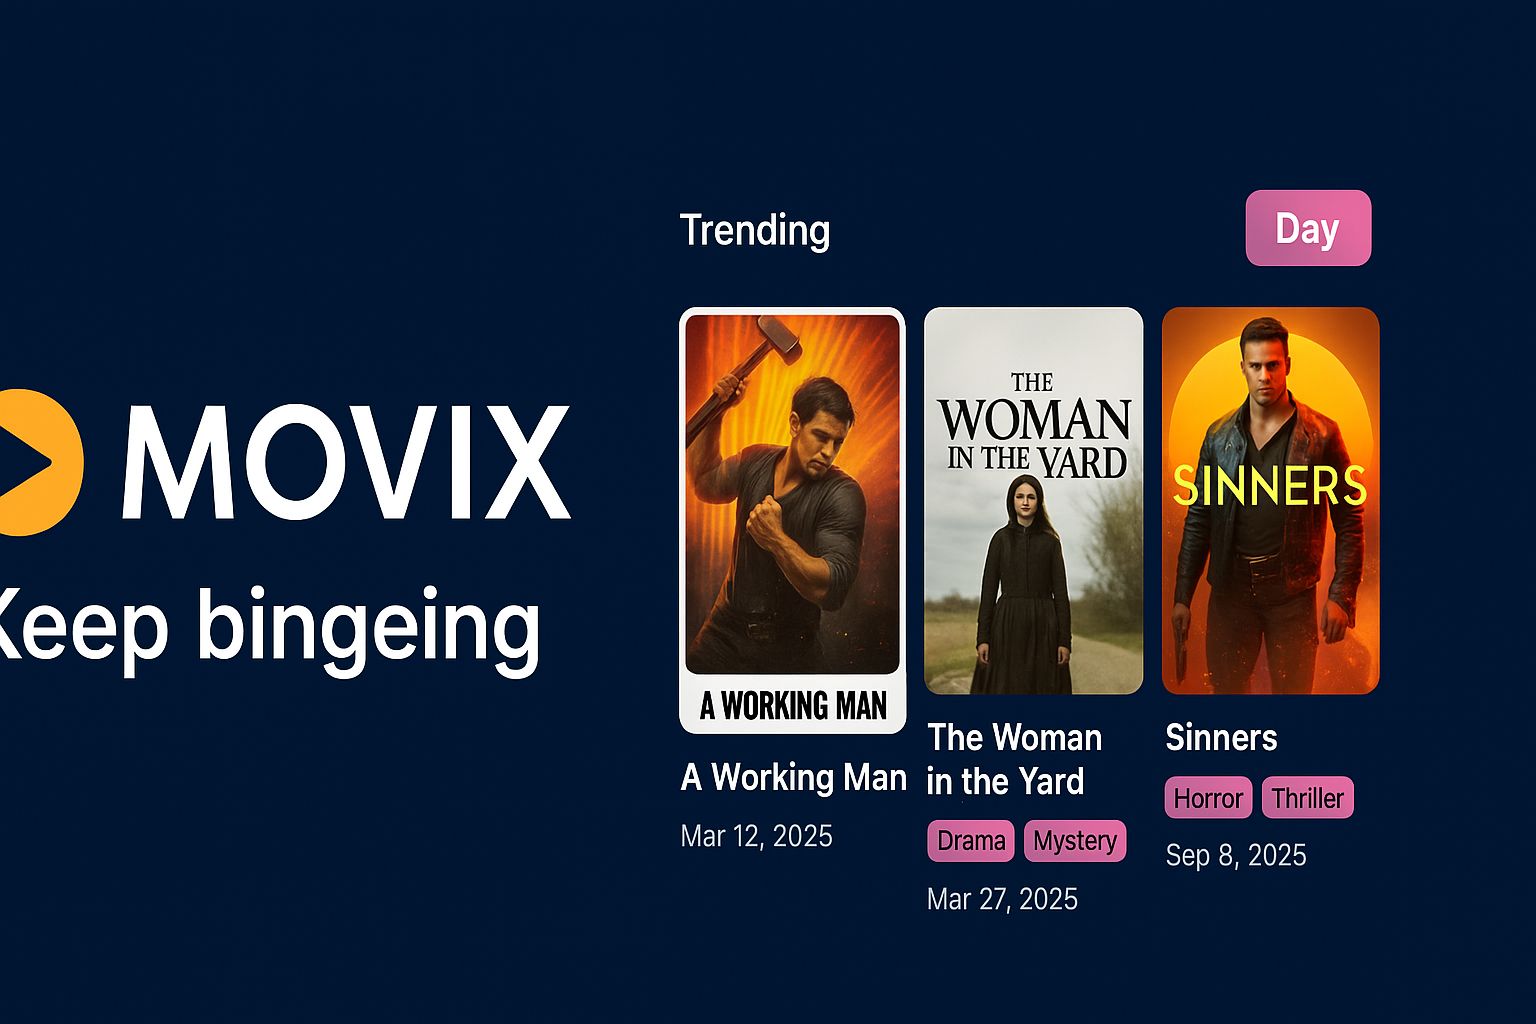 MOVIX
Keep bingeing
Trending
Day
A WORKING MAN
A Working Man
Mar 12, 2025
THE
WOMAN
IN THE YARD
The Woman
in the Yard
Drama Mystery
Mar 27, 2025
SINNERS
Sinners
Horror Thriller
Sep 8, 2025